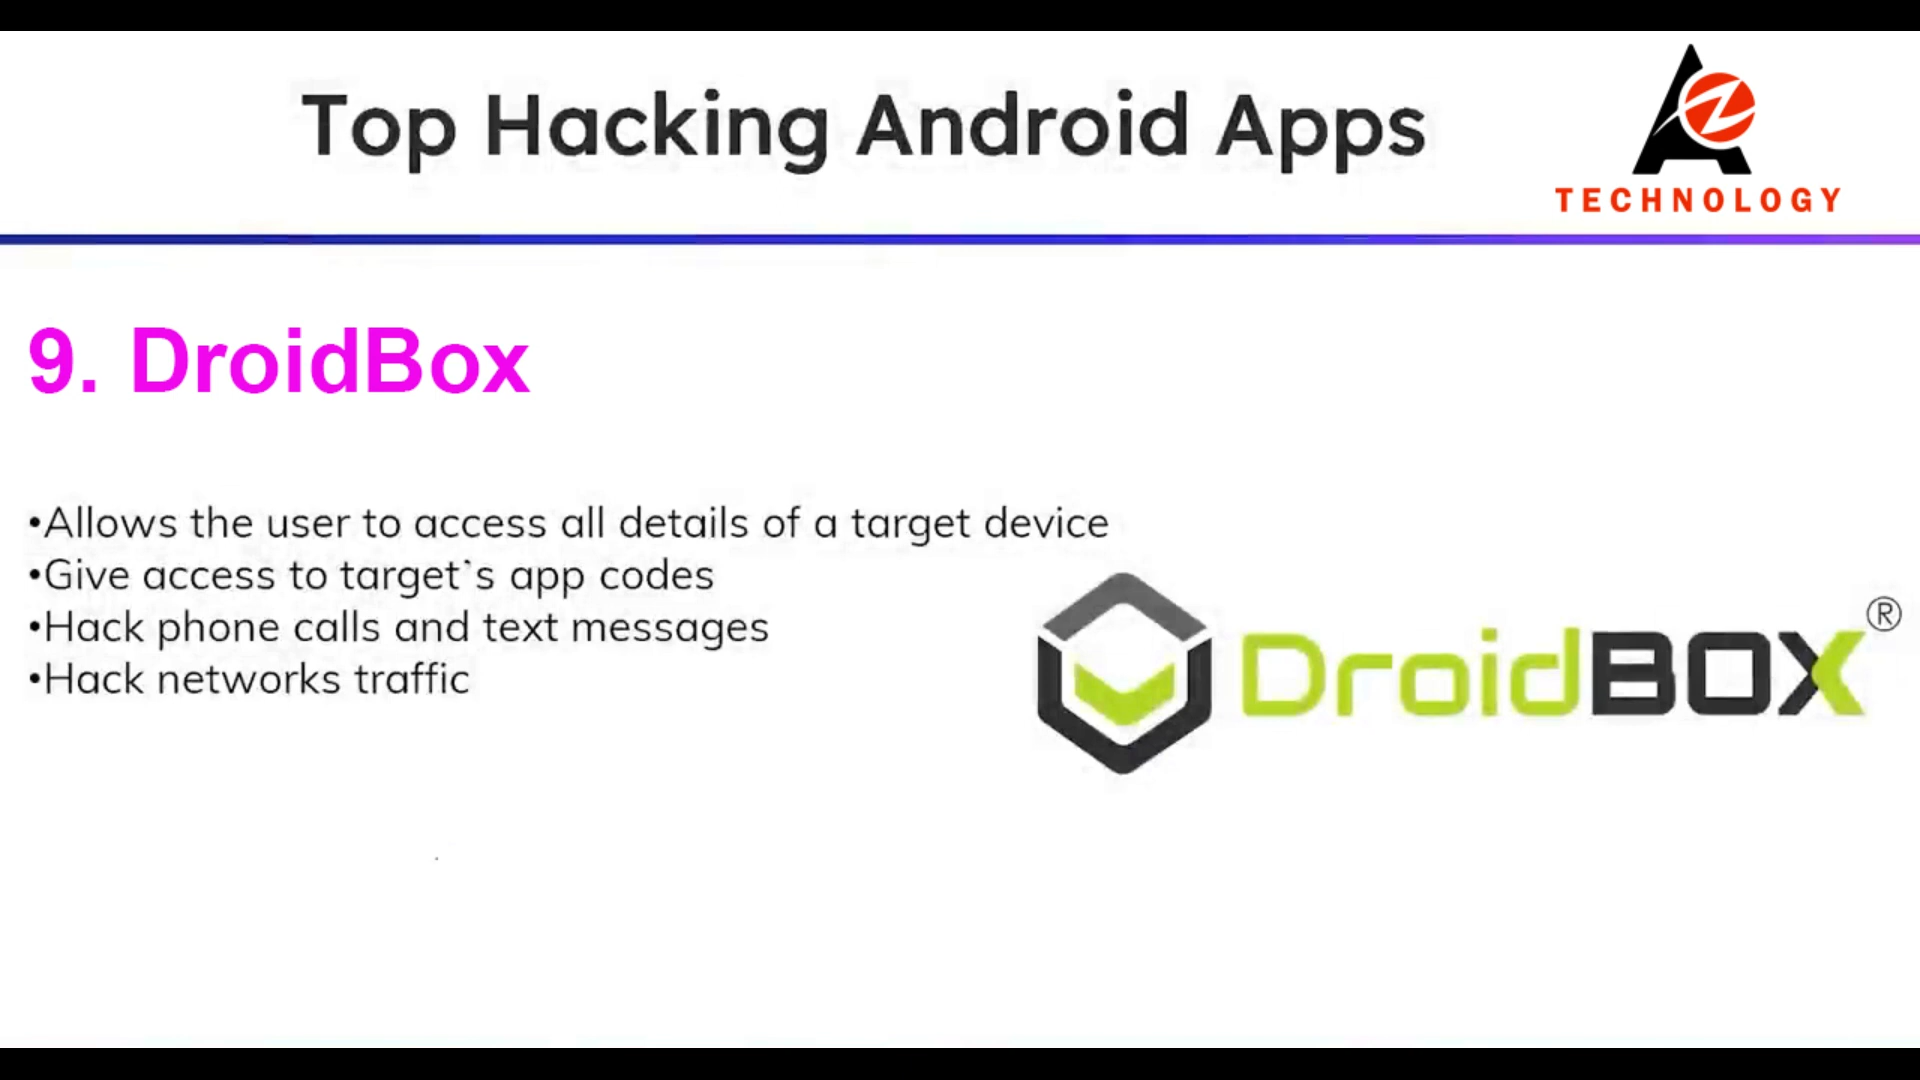 Top Hacking Android Apps
AZ
TECHNOLOGY
9. DroidBox
•Allows the user to access all details of a target device
•Give access to target`s app codes
•Hack phone calls and text messages
•Hack networks traffic
DroidBOX®